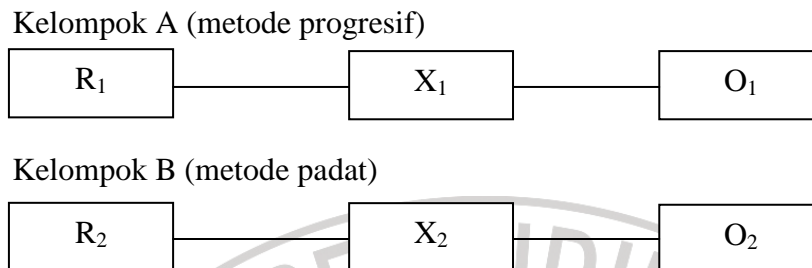 Kelompok A (metode progresif)
R₁ X₁ O₁
Kelompok B (metode padat)
R₂ X₂ O₂